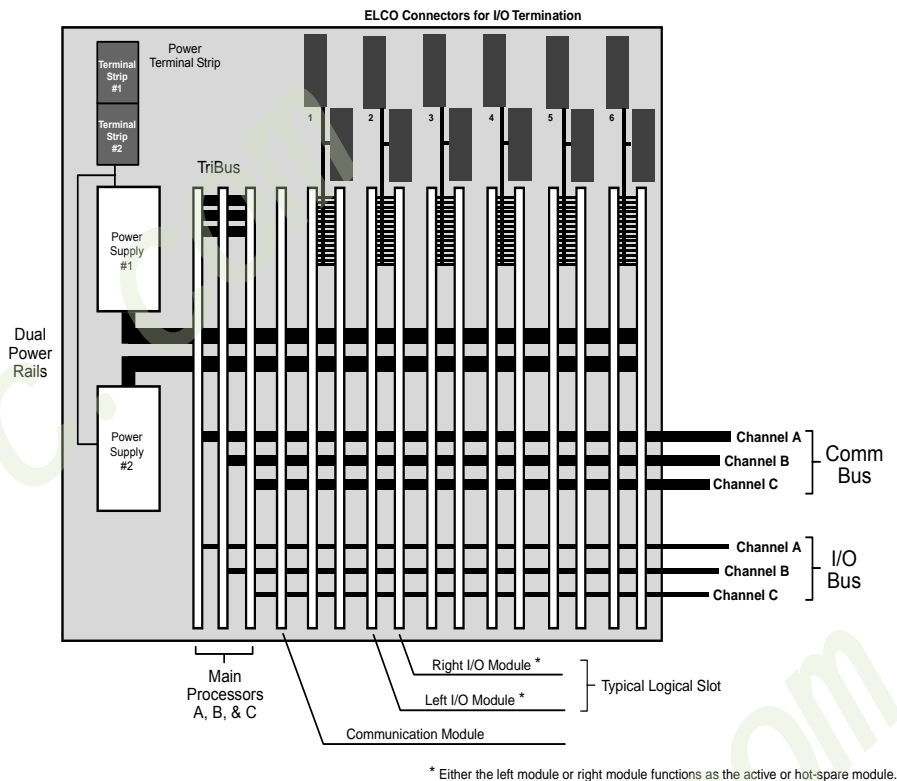 ELCO Connectors for I/O Termination
Power
Terminal Strip
Terminal
Strip
#1
Terminal
Strip
#2
1
2
3
4
5
6
TriBus
Power
Supply
#1
Dual
Power
Rails
Power
Supply
#2
Channel A
Channel B
Channel C
Comm
Bus
Channel A
Channel B
Channel C
I/O
Bus
Main
Processors
A, B, & C
Right I/O Module *
Left I/O Module *
Typical Logical Slot
Communication Module
* Either the left module or right module functions as the active or hot-spare module.
c.com